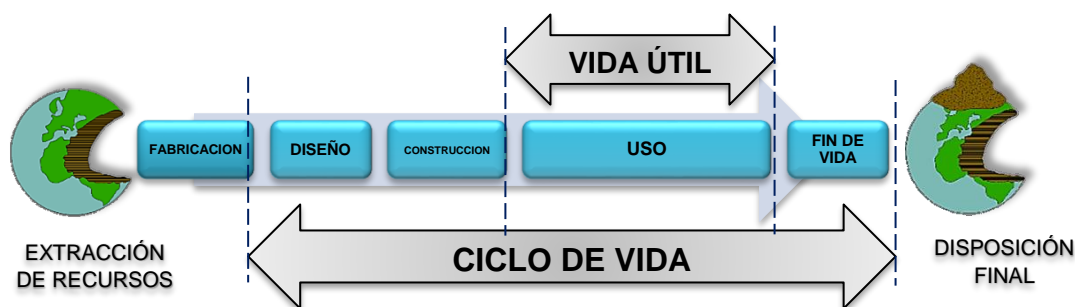 VIDA ÚTIL
FABRICACION
DISEÑO
CONSTRUCCION
USO
FIN DE
VIDA
EXTRACCIÓN
DE RECURSOS
CICLO DE VIDA
DISPOSICIÓN
FINAL